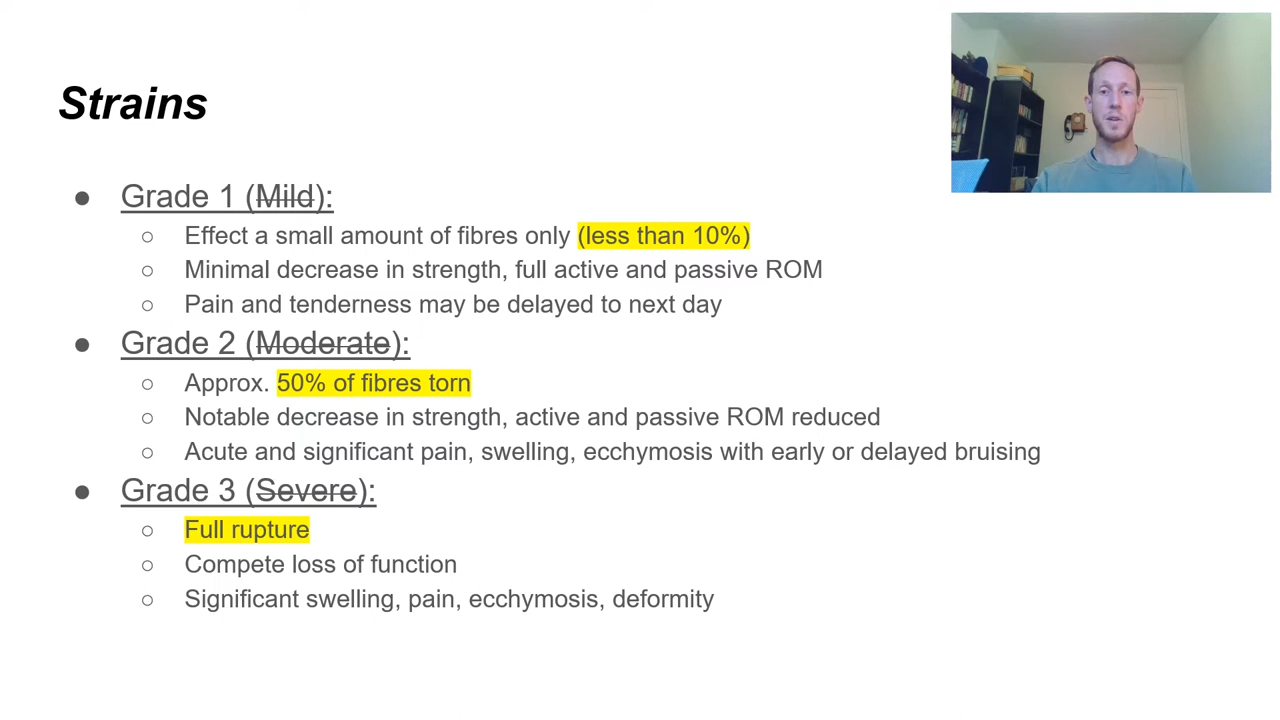 Strains
● Grade 1 (Mild):
○ Effect a small amount of fibres only (less than 10%)
○ Minimal decrease in strength, full active and passive ROM
○ Pain and tenderness may be delayed to next day
● Grade 2 (Moderate):
○ Approx. 50% of fibres torn
○ Notable decrease in strength, active and passive ROM reduced
○ Acute and significant pain, swelling, ecchymosis with early or delayed bruising
● Grade 3 (Severe):
○ Full rupture
○ Compete loss of function
○ Significant swelling, pain, ecchymosis, deformity